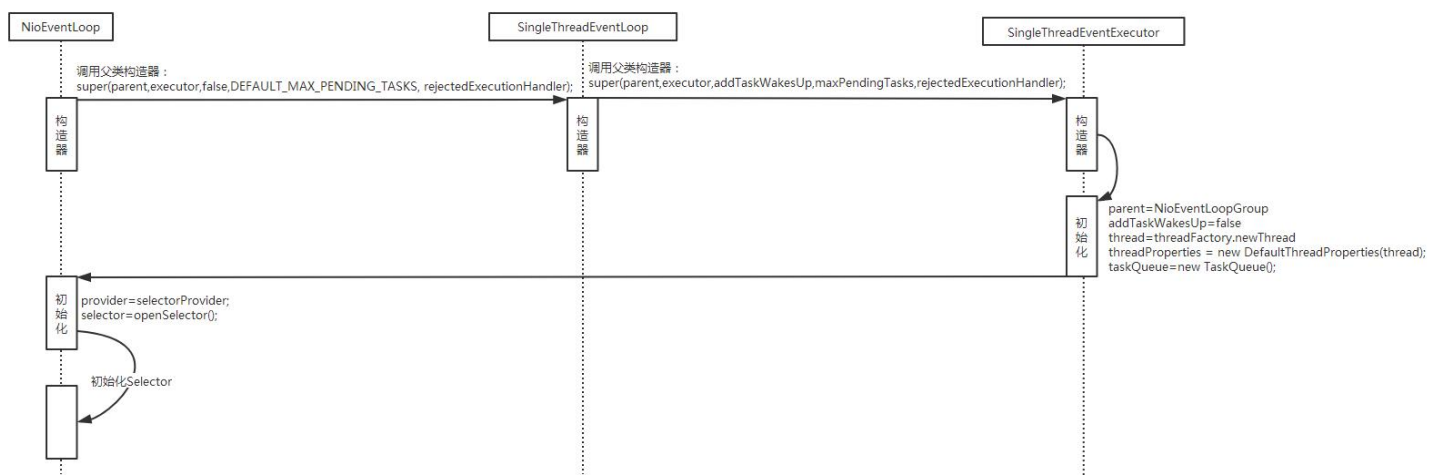 NioEventLoop
SingleThreadEventLoop
SingleThreadEventExecutor
调用父类构造器：
super(parent,executor,false,DEFAULT_MAX_PENDING_TASKS, rejectedExecutionHandler);
调用父类构造器：
super(parent,executor,addTaskWakesUp,maxPendingTasks,rejectedExecutionHandler);
构造器
构造器
构造器
初始化
parent=NioEventLoopGroup
addTaskWakesUp=false
thread=threadFactory.newThread
threadProperties = new DefaultThreadProperties(thread);
taskQueue=new TaskQueue();
初始化
provider=selectorProvider;
selector=openSelector();
初始化Selector